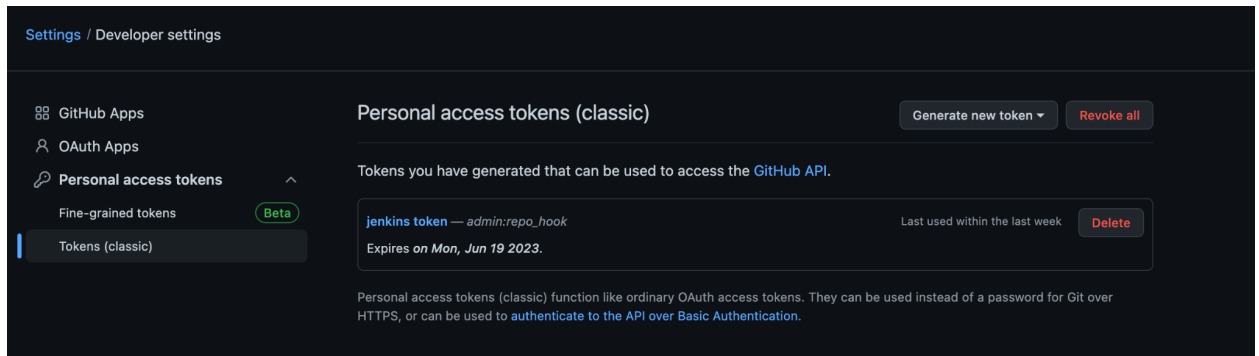 Settings / Developer settings
GitHub Apps
OAuth Apps
Personal access tokens
Fine-grained tokens Beta
Tokens (classic)
Personal access tokens (classic)
Generate new token
Revoke all
Tokens you have generated that can be used to access the GitHub API.
jenkins token — admin:repo_hook
Last used within the last week
Delete
Expires on Mon, Jun 19 2023.
Personal access tokens (classic) function like ordinary OAuth access tokens. They can be used instead of a password for Git over
HTTPS, or can be used to authenticate to the API over Basic Authentication.